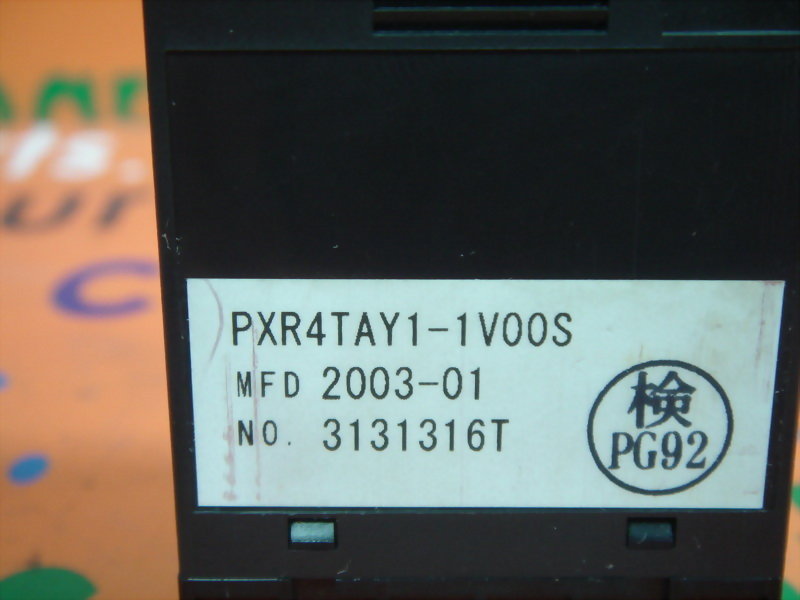 PXR4TAY1-1V00S
MFD 2003-01
NO. 3131316T
検
PG92